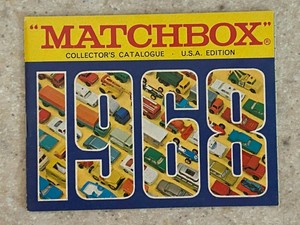 "MATCHBOX"®
COLLECTOR'S CATALOGUE · U.S.A. EDITION
1968